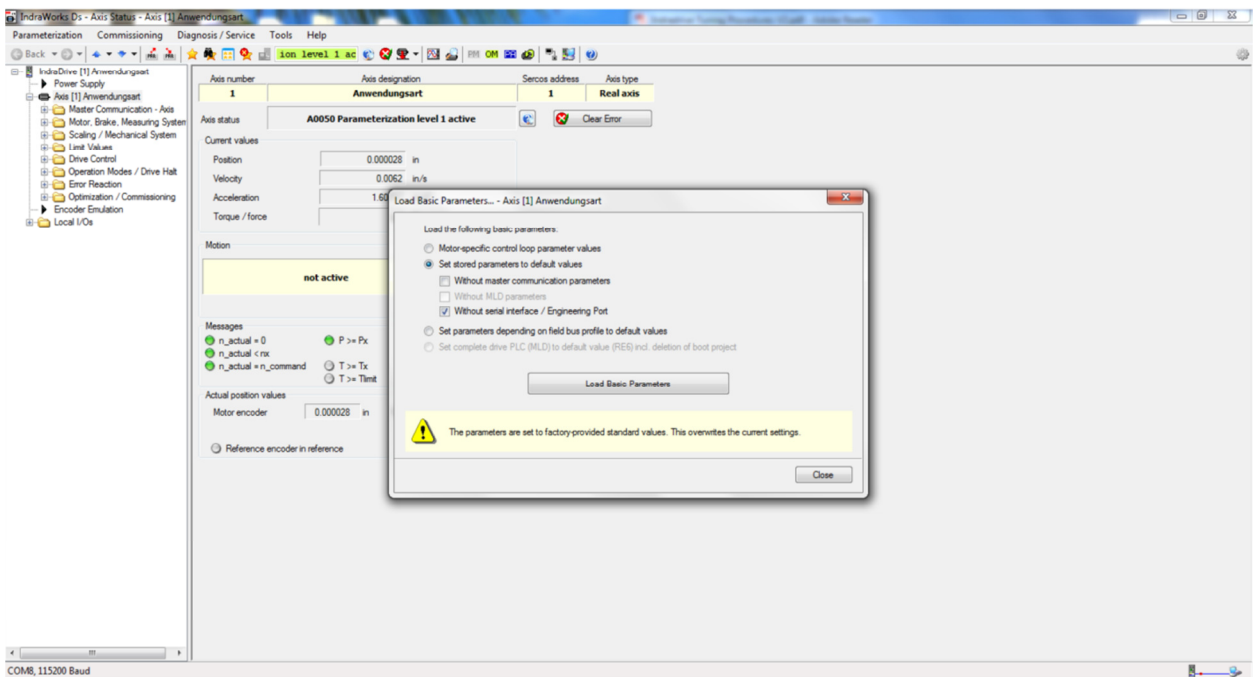 IndraWorks Ds - Axis Status - Axis [1] Anwendungsart
Parameterization Commissioning Diagnosis / Service Tools Help
Back ion level 1 ac PM OM
IndraDrive [1] Anwendungsart
Power Supply
Axis [1] Anwendungsart
Master Communication - Axis
Motor, Brake, Measuring System
Scaling / Mechanical System
Limit Values
Drive Control
Operation Modes / Drive Halt
Error Reaction
Optimization / Commissioning
Encoder Emulation
Local I/Os
Axis number Axis designation Sercos address Axis type
1 Anwendungsart 1 Real axis
Axis status A0050 Parameterization level 1 active Clear Error
Current values
Position 0.000028 in
Velocity 0.0062 in/s
Acceleration 1.60
Torque / force
Motion
not active
Messages
n_actual = 0 P >= Px
n_actual < nx
n_actual = n_command T >= Tx
T >= Tlimit
Actual position values
Motor encoder 0.000028 in
Reference encoder in reference
Load Basic Parameters... - Axis [1] Anwendungsart
Load the following basic parameters.
Motor-specific control loop parameter values
Set stored parameters to default values
Without master communication parameters
Without MLD parameters
Without serial interface / Engineering Port
Set parameters depending on field bus profile to default values
Set complete drive PLC (MLD) to default value (RES) incl. deletion of boot project
Load Basic Parameters
The parameters are set to factory-provided standard values. This overwrites the current settings.
Close
COM8, 115200 Baud